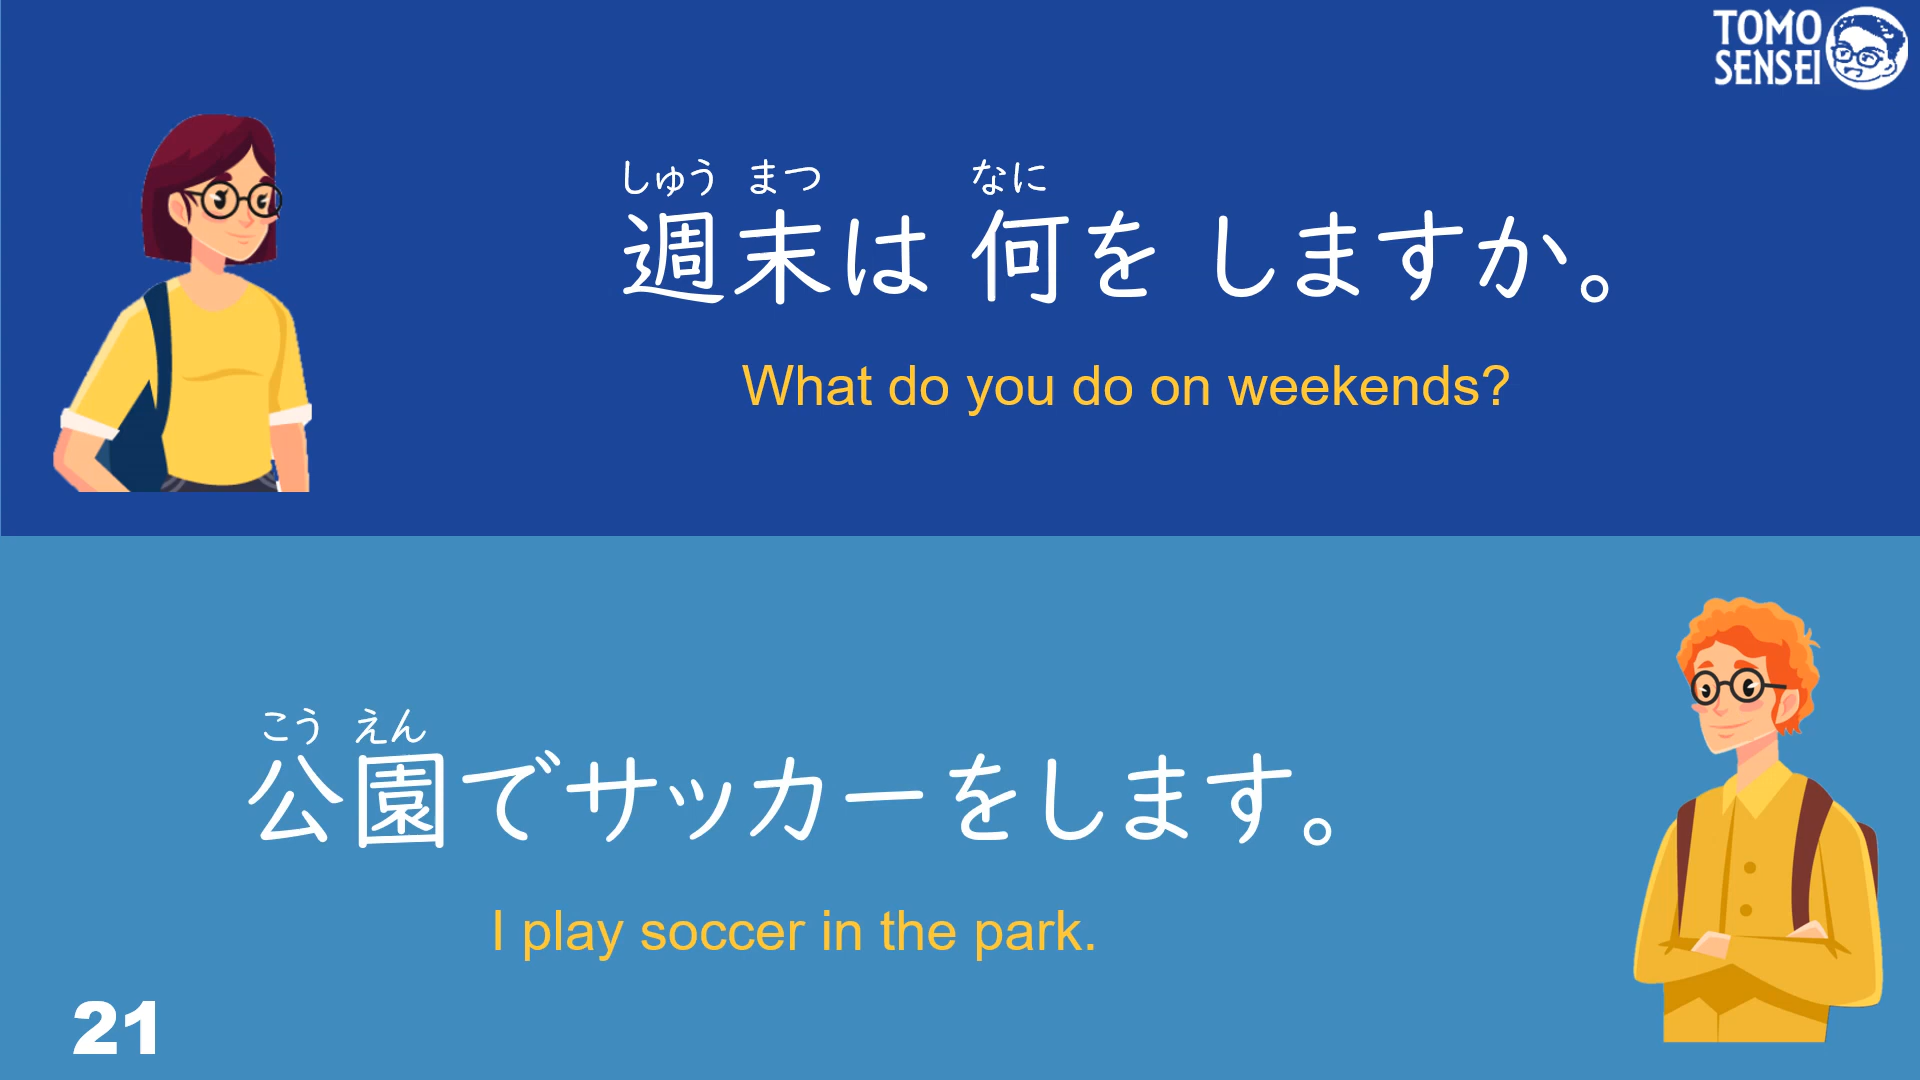 TOMO
SENSEI
しゅう まつ なに
週末は 何を しますか。
What do you do on weekends?
こう えん
公園でサッカーをします。
I play soccer in the park.
21